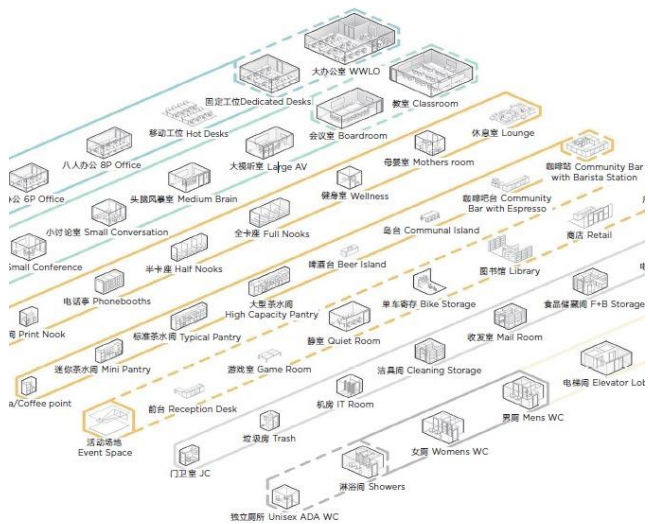 大办公室 WWLO
固定工位Dedicated Desks
教室 Classroom
移动工位 Hot Desks
会议室 Boardroom
休息室 Lounge
八人办公 8P Office
大视听室 Large AV
母婴室 Mothers room
咖啡站 Community Bar
with Barista Station
办公 6P Office
头脑风暴室 Medium Brain
健身室 Wellness
咖啡吧台 Community
Bar with Espresso
小讨论室 Small Conversation
全卡座 Full Nooks
岛台 Communal Island
商店 Retail
Small Conference
半卡座 Half Nooks
啤酒台 Beer Island
图书馆 Library
电话亭 Phonebooths
大型茶水间
High Capacity Pantry
单车寄存 Bike Storage
食品储藏间 F+B Storage
间 Print Nook
标准茶水间 Typical Pantry
静室 Quiet Room
收发室 Mail Room
迷你茶水间 Mini Pantry
游戏室 Game Room
洁具间 Cleaning Storage
电梯间 Elevator Lob
a/Coffee point
前台 Reception Desk
机房 IT Room
男厕 Mens WC
活动场地
Event Space
垃圾房 Trash
女厕 Womens WC
门卫室 JC
淋浴间 Showers
独立厕所 Unisex ADA WC